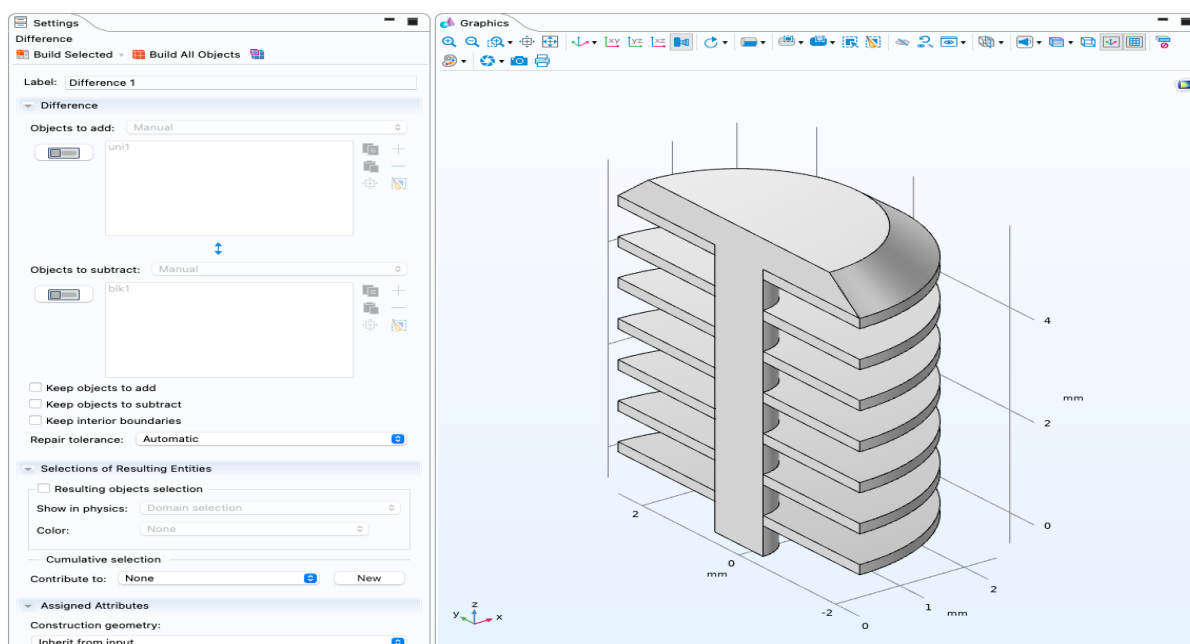 Settings
Difference
Build Selected
Build All Objects
Label: Difference 1
Difference
Objects to add: Manual
uni1
Objects to subtract: Manual
blk1
Keep objects to add
Keep objects to subtract
Keep interior boundaries
Repair tolerance: Automatic
Selections of Resulting Entities
Resulting objects selection
Show in physics: Domain selection
Color: None
Cumulative selection
Contribute to: None New
Assigned Attributes
Construction geometry:
Inherit from input
Graphics
xy yz xz
4
mm
2
0
2
0
mm
-2
2
1 mm
0
z
y x